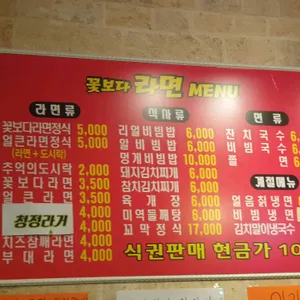 꽃보다 라면 MENU
라면류
꽃보다라면정식 5,000
얼큰라면정식 5,000
(라면 + 도시락)
추억의도시락 2,000
꽃보다라면 3,500
얼큰라면
4,000
청정라거 4,000
치즈참깨라면 4,000
부대라면 4,000
식사류
리얼비빔밥 6,000
알비빔밥 6,000
멍게비빔밥 10,000
돼지김치찌개 6,000
참치김치찌개 6,000
육개장 6,000
미역들깨탕 6,000
꼬막정식 17,000
면류
잔치국수
비빔국수
쫄면
계절메뉴
얼음칡냉면
비빔냉면
김치말이냉국수
식권판매 현금가 10